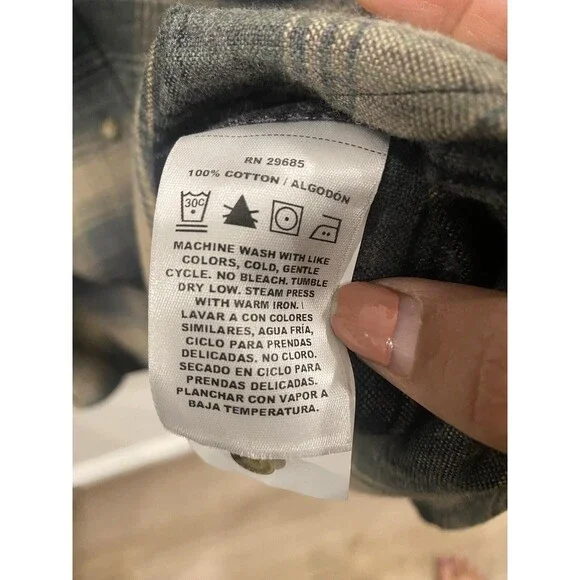 RN 29685
100% COTTON / ALGODÓN
30C
MACHINE WASH WITH LIKE
COLORS, COLD, GENTLE
CYCLE. NO BLEACH. TUMBLE
DRY LOW. STEAM PRESS
WITH WARM IRON. /
LAVAR A CON COLORES
SIMILARES, AGUA FRÍA,
CICLO PARA PRENDAS
DELICADAS. NO CLORO.
SECADO EN CICLO PARA
PRENDAS DELICADAS.
PLANCHAR CON VAPOR A
BAJA TEMPERATURA.